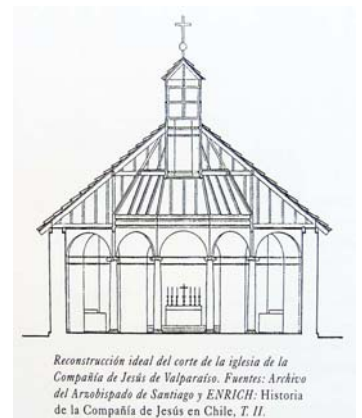 Reconstrucción ideal del corte de la iglesia de la
Compañía de Jesús de Valparaíso. Fuentes: Archivo
del Arzobispado de Santiago y ENRICH: Historia
de la Compañía de Jesús en Chile, T. II.